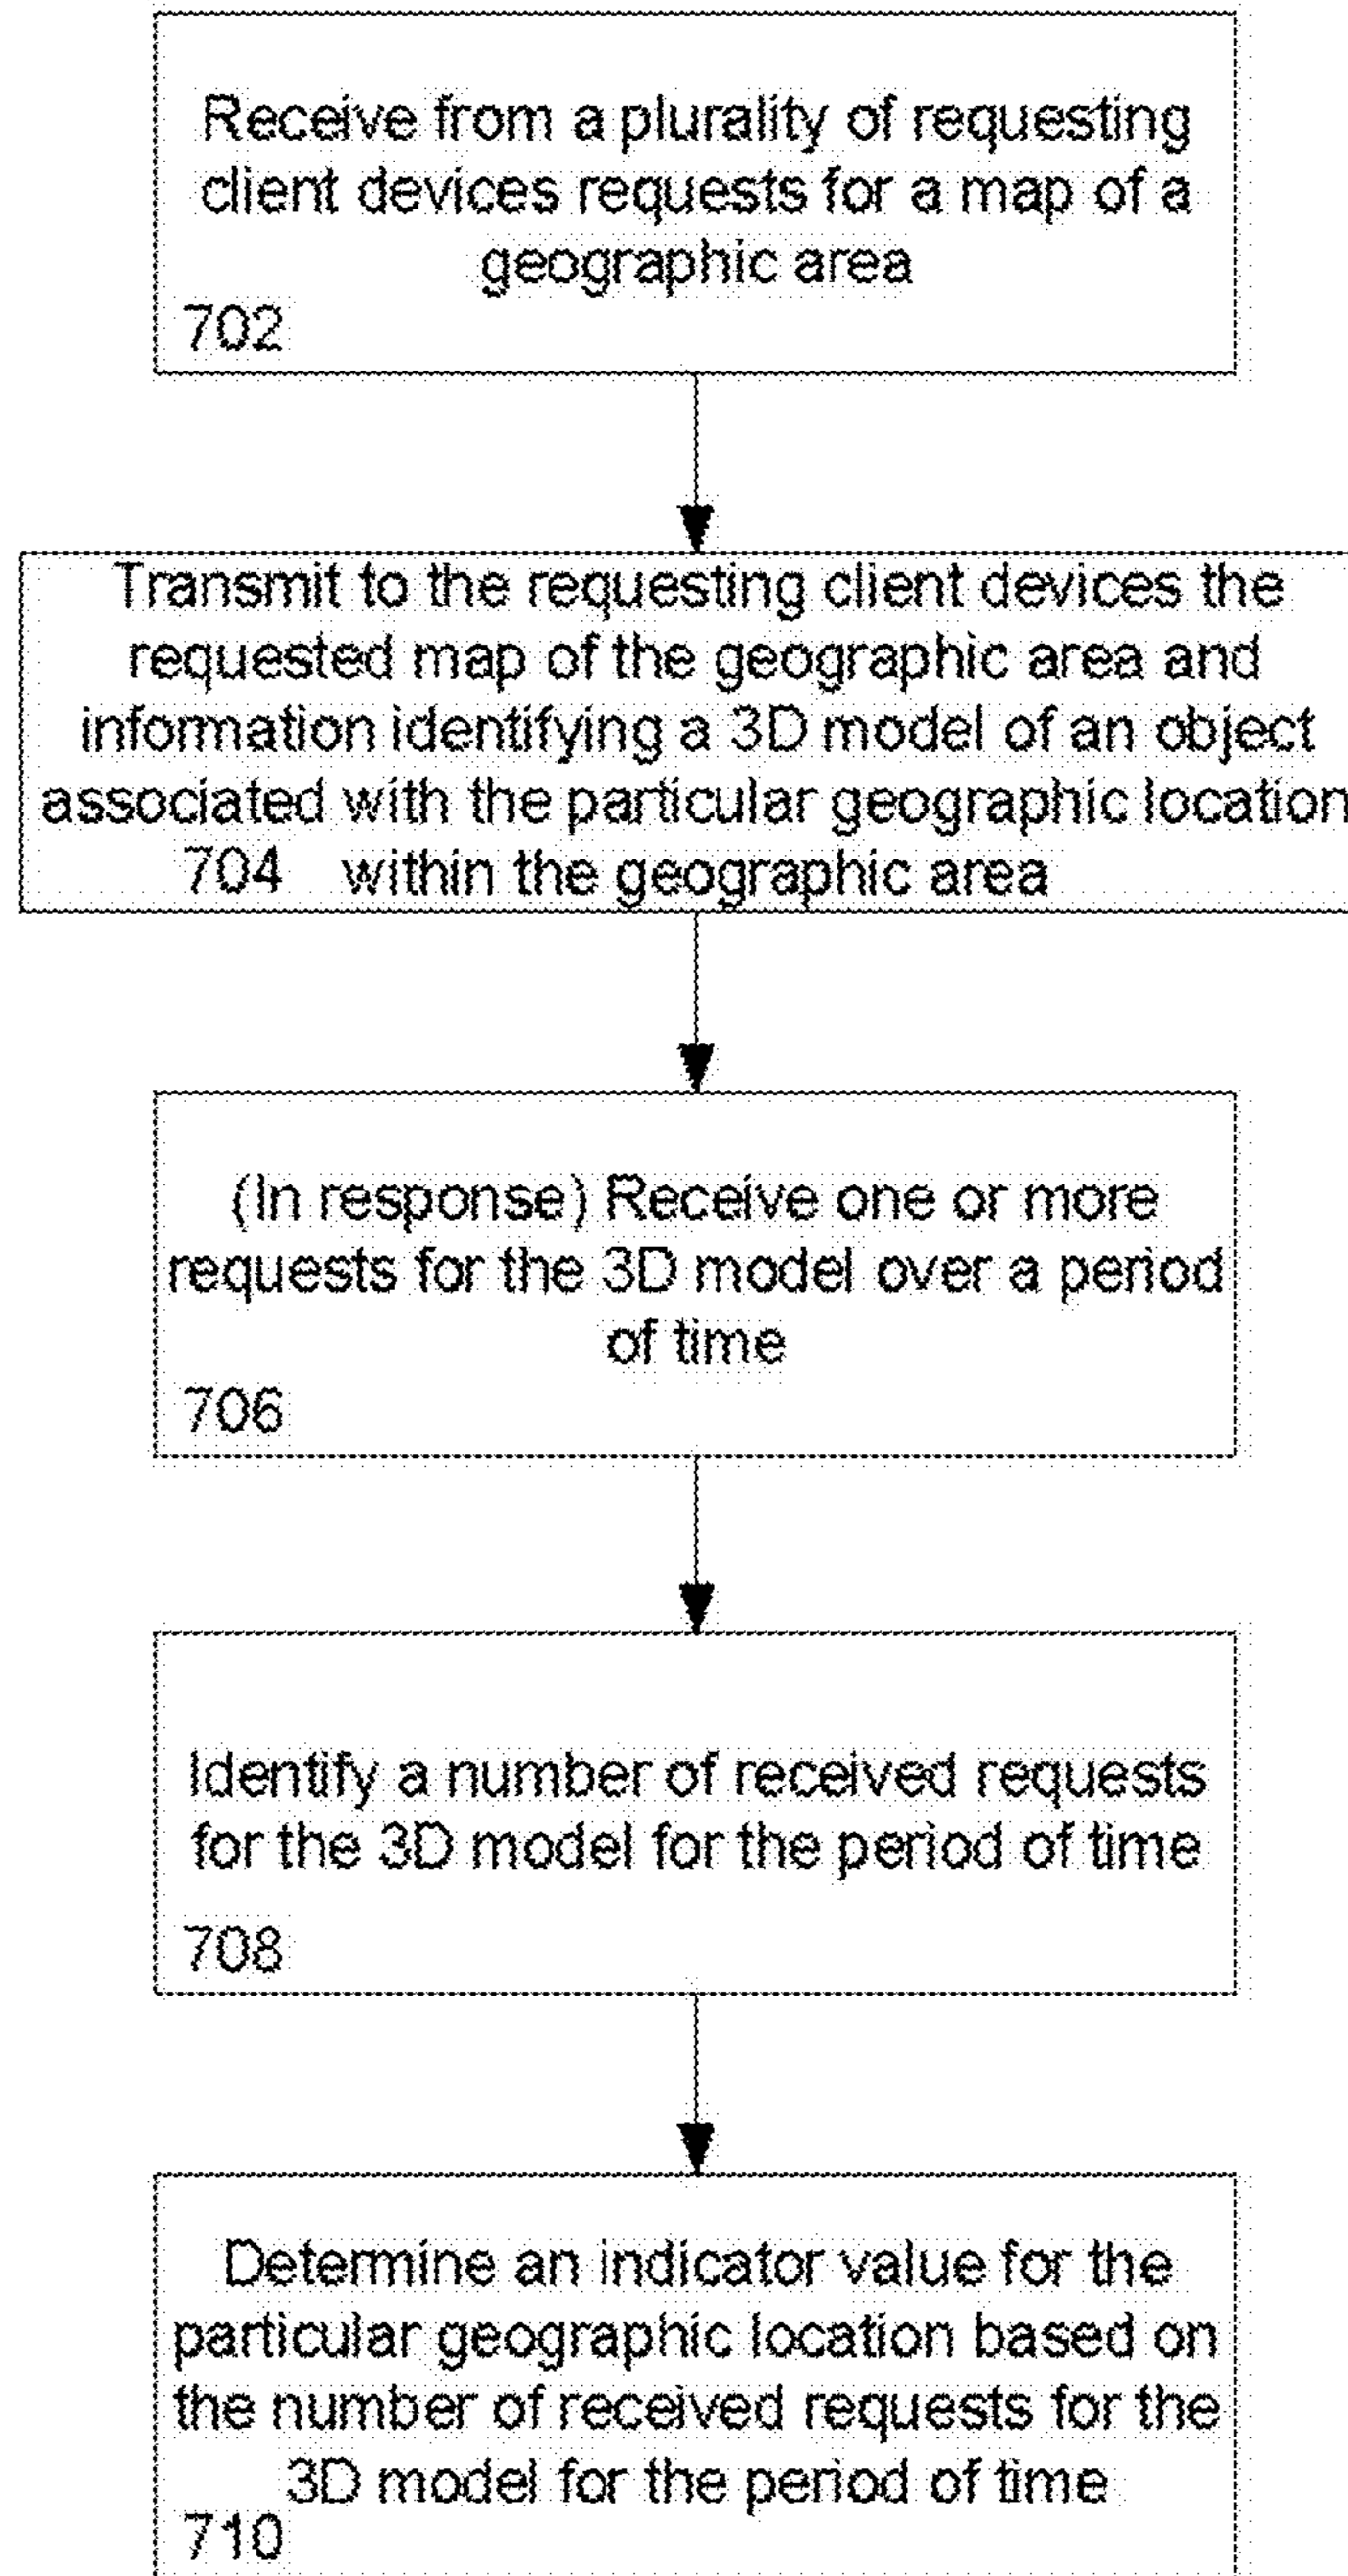 Receive from a plurality of requesting
client devices requests for a map of a
geographic area
702
Transmit to the requesting client devices the
requested map of the geographic area and
information identifying a 3D model of an object
associated with the particular geographic location
704 within the geographic area
(In response) Receive one or more
requests for the 3D model over a period
of time
706
Identify a number of received requests
for the 3D model for the period of time
708
Determine an indicator value for the
particular geographic location based on
the number of received requests for the
3D model for the period of time
710